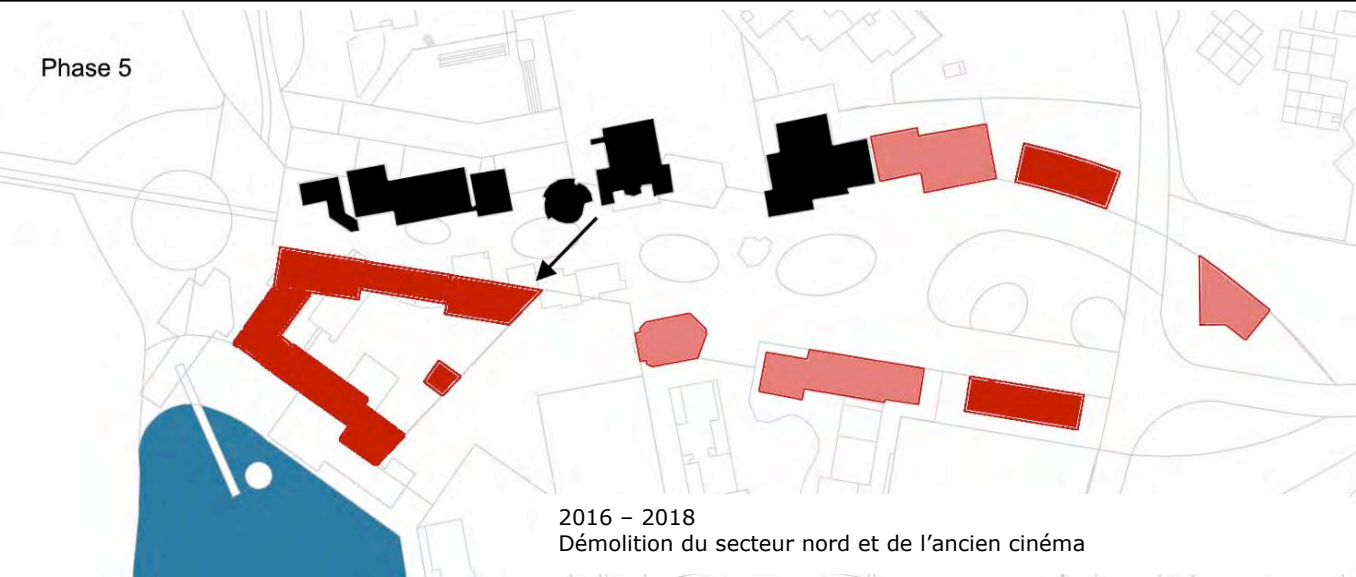 Phase 5
2016 – 2018
Démolition du secteur nord et de l’ancien cinéma